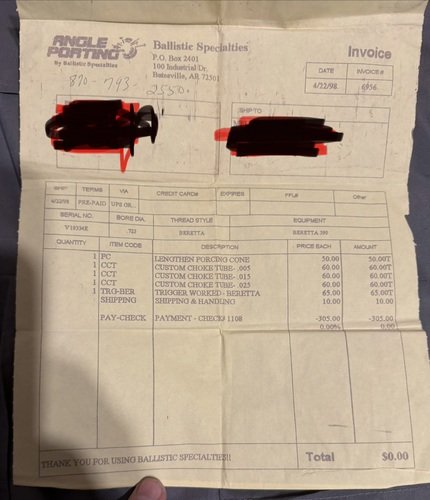 ANGLE PORTING
By Ballistic Specialties
Ballistic Specialties
P.O. Box 2401
100 Industrial Dr.
Batesville, AR 72501
Invoice
DATE INVOICE #
4/22/98 6956
870-793-2550
SHIP TO
SHIP TERMS VIA CREDIT CARD# EXPIRES FFL# Other
4/22/98 PRE-PAID UPS GR...
SERIAL NO. BORE DIA. THREAD STYLE EQUIPMENT
.723 BERETTA BERETTA 390
QUANTITY ITEM CODE DESCRIPTION PRICE EACH AMOUNT
1 FC LENGTHEN FORCING CONE 50.00 50.00T
1 CCT CUSTOM CHOKE TUBE- .005 60.00 60.00T
1 CCT CUSTOM CHOKE TUBE- .015 60.00 60.00T
1 CCT CUSTOM CHOKE TUBE- .025 60.00 60.00T
1 TRG-BER TRIGGER WORKED - BERETTA 65.00 65.00T
SHIPPING SHIPPING & HANDLING 10.00 10.00
PAY-CHECK PAYMENT - CHECK# 1108 -305.00 -305.00
0.00% 0.00
THANK YOU FOR USING BALLISTIC SPECIALTIES!!
Total $0.00